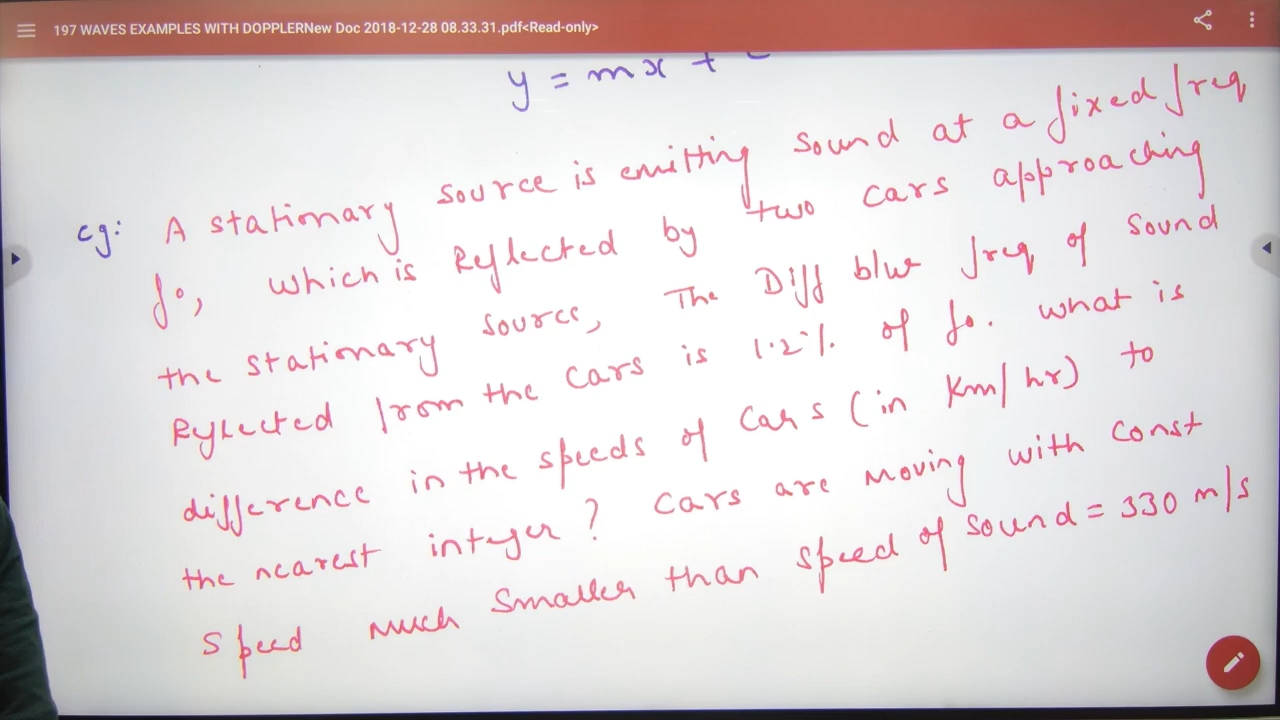 197 WAVES EXAMPLES WITH DOPPLERNew Doc 2018-12-28 08.33.31.pdf<Read-only>
y = mx +
eg: A stationary source is emitting sound at a fixed freq
fo, which is Reflected by two cars approaching
the stationary source, The Diff b/w freq of sound
Reflected from the cars is 1.2% of fo. what is
difference in the speeds of cars (in Km/hr) to
the nearest integer? Cars are moving with const
speed much smaller than speed of sound = 330 m/s